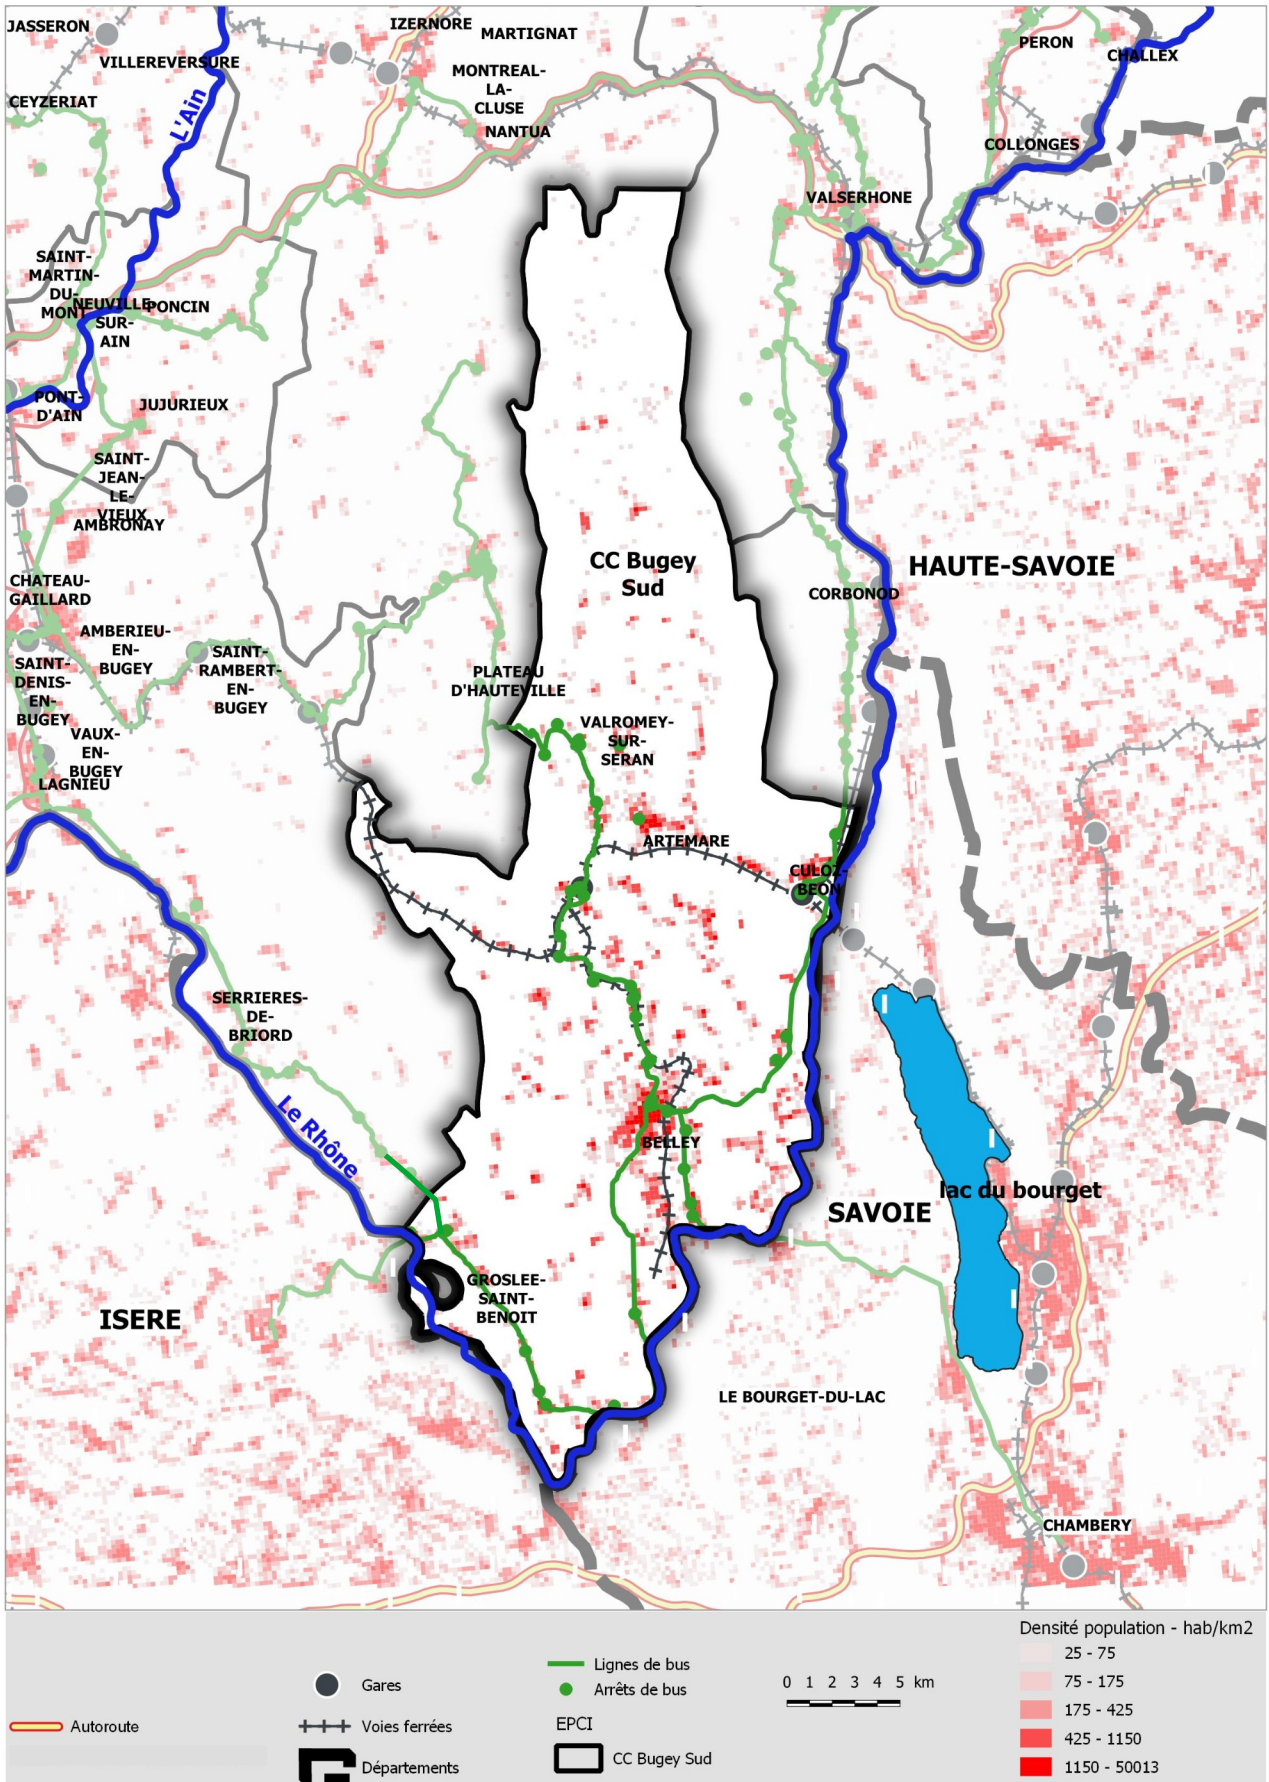 JASSERON
IZERNORE
MARTIGNAT
PERON
CHALLEX
VILLEREVERSURE
MONTREAL-
LA-
CLUSE
CEYZERIAT
L'Ain
NANTUA
COLLONGES
VALSERHONE
SAINT-
MARTIN-
DU-
MONT
NEUVILLE-
SUR-
AIN
PONCIN
PONT-
D'AIN
JUJURIEUX
SAINT-
JEAN-
LE-
VIEUX
AMBRONAY
CC Bugey
Sud
HAUTE-SAVOIE
CHATEAU-
GAILLARD
CORBONOD
AMBERIEU-
EN-
BUGEY
SAINT-
RAMBERT-
EN-
BUGEY
SAINT-
DENIS-
EN-
BUGEY
PLATEAU
D'HAUTEVILLE
VALROMEY-
SUR-
SERAN
VAUX-
EN-
BUGEY
LAGNIEU
ARTEMARE
CULOZ-
BEON
SERRIERES-
DE-
BRIORD
Le Rhône
BELLEY
lac du bourget
SAVOIE
GROSLEE-
SAINT-
BENOIT
ISERE
LE BOURGET-DU-LAC
CHAMBERY
Autoroute
Gares
Voies ferrées
Départements
Lignes de bus
Arrêts de bus
EPCI
CC Bugey Sud
0 1 2 3 4 5 km
Densité population - hab/km2
25 - 75
75 - 175
175 - 425
425 - 1150
1150 - 50013